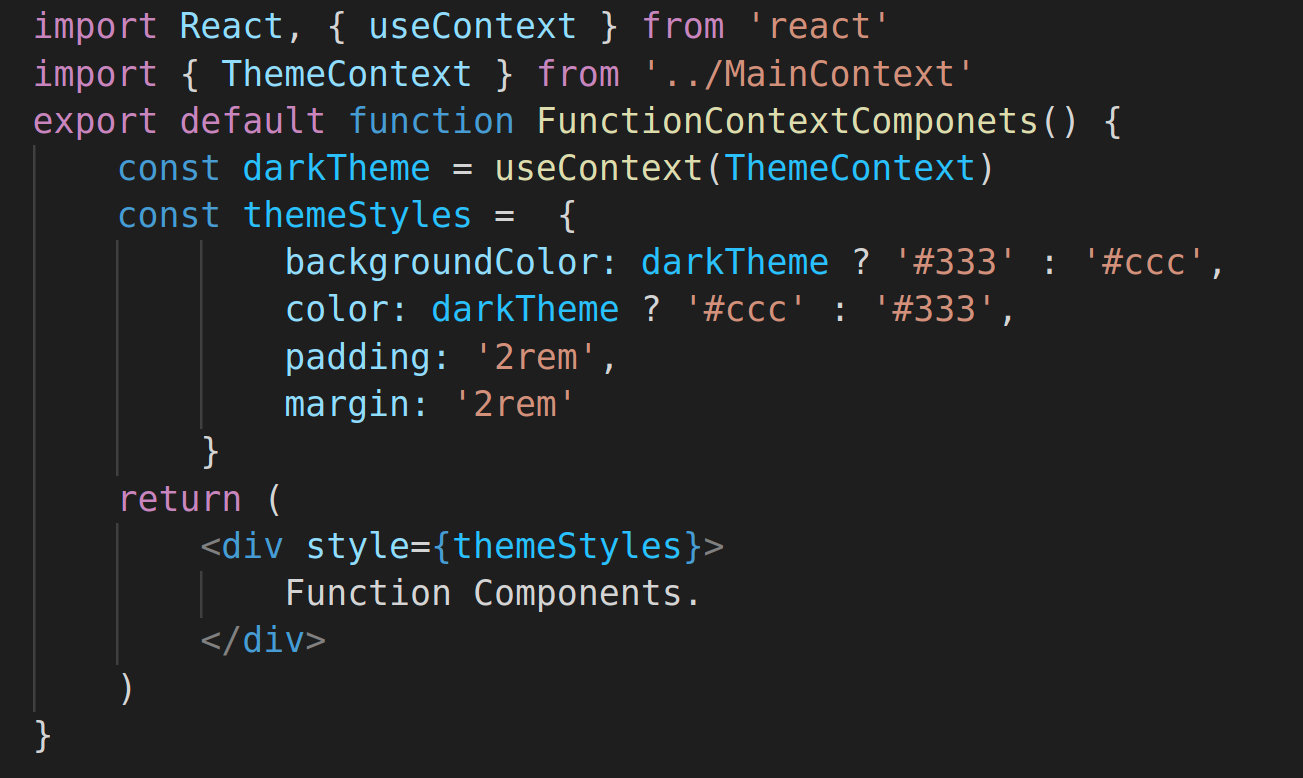 import React, { useContext } from 'react'
import { ThemeContext } from '../MainContext'
export default function FunctionContextComponets() {
    const darkTheme = useContext(ThemeContext)
    const themeStyles =  {
            backgroundColor: darkTheme ? '#333' : '#ccc',
            color: darkTheme ? '#ccc' : '#333',
            padding: '2rem',
            margin: '2rem'
        }
    return (
        <div style={themeStyles}>
            Function Components.
        </div>
    )
}